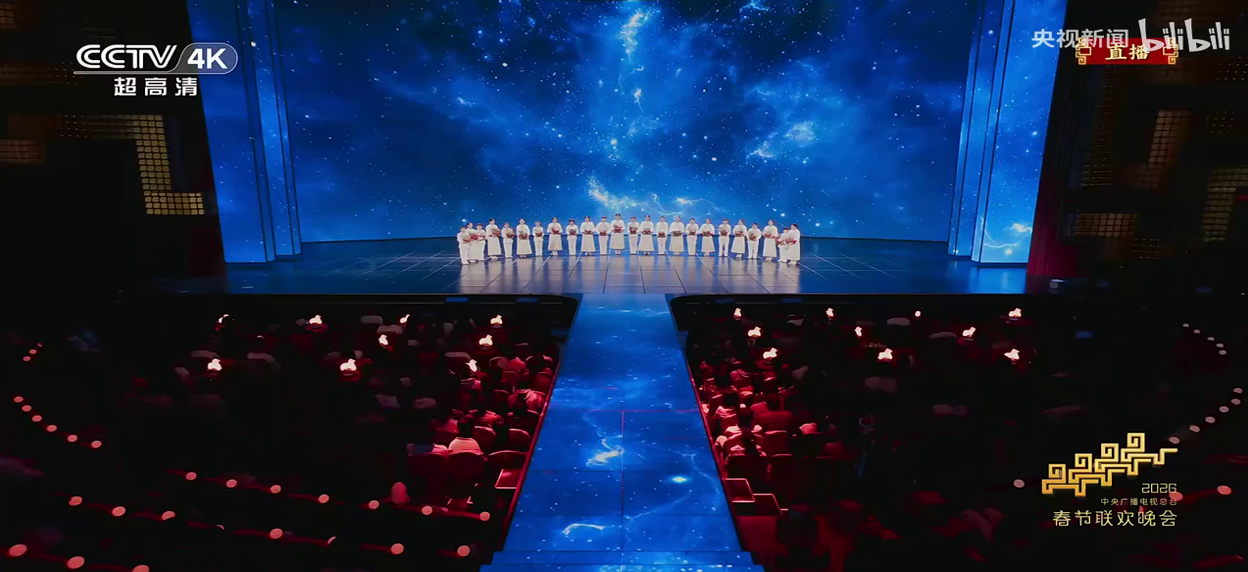 CCTV 4K
超高清
央视新闻 bilibili
直播
2026
中央广播电视总台
春节联欢晚会